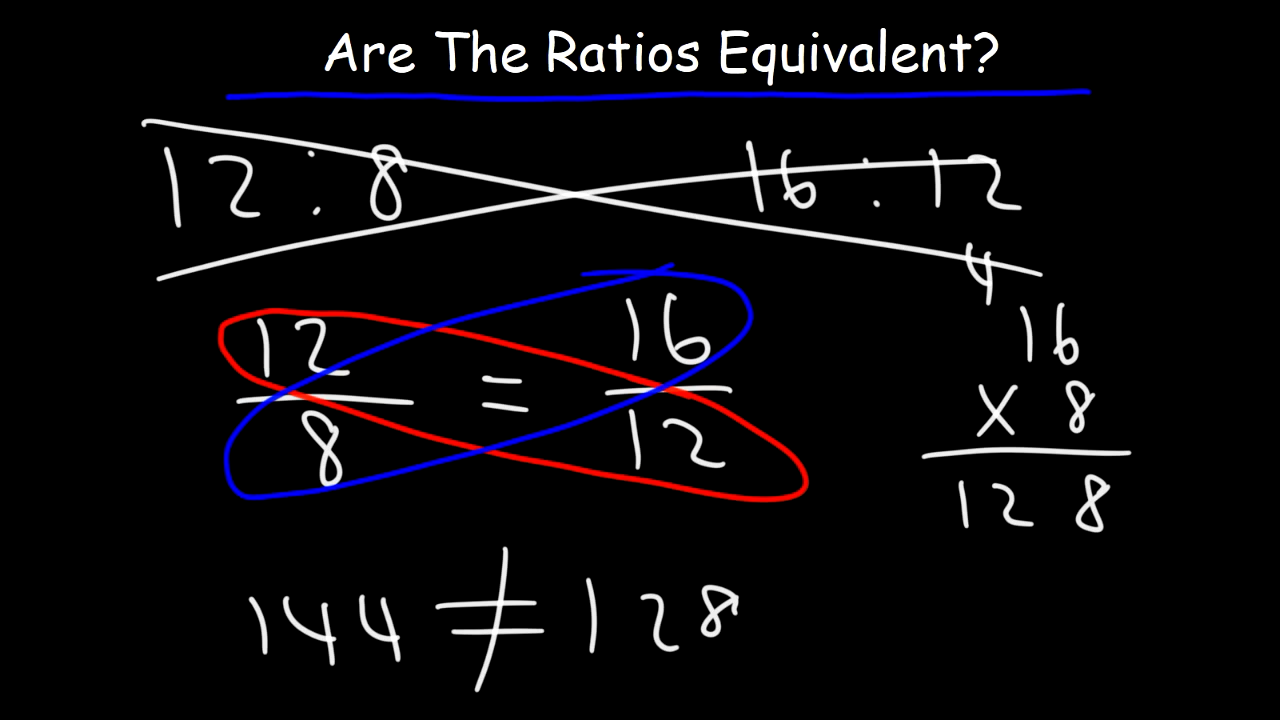 Are The Ratios Equivalent?
12 : 8 16 : 12
12/8 = 16/12
4
16
× 8
128
144 ≠ 128